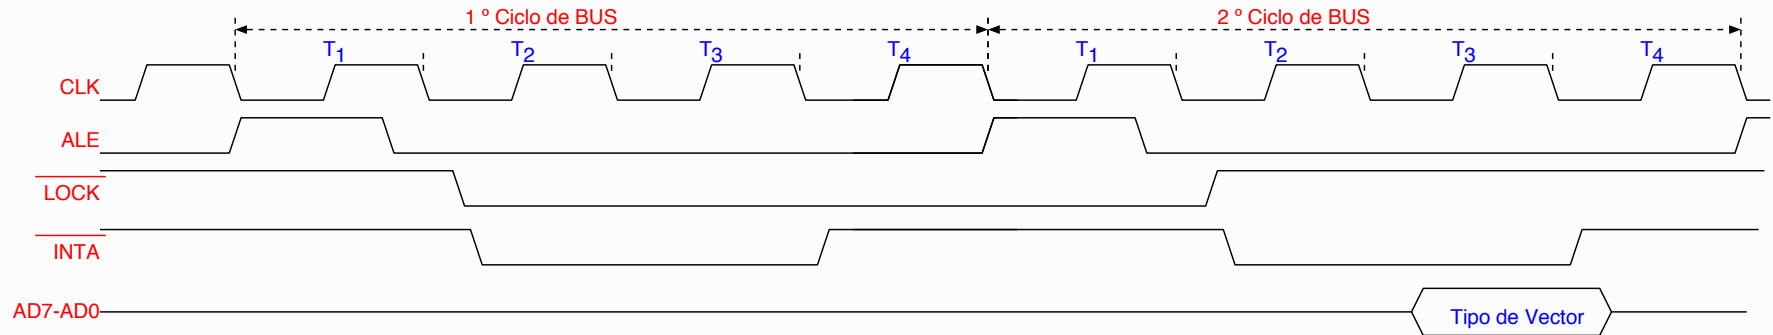 1 º Ciclo de BUS
2 º Ciclo de BUS
T1 T2 T3 T4 T1 T2 T3 T4
CLK
ALE
LOCK
INTA
AD7-AD0
Tipo de Vector